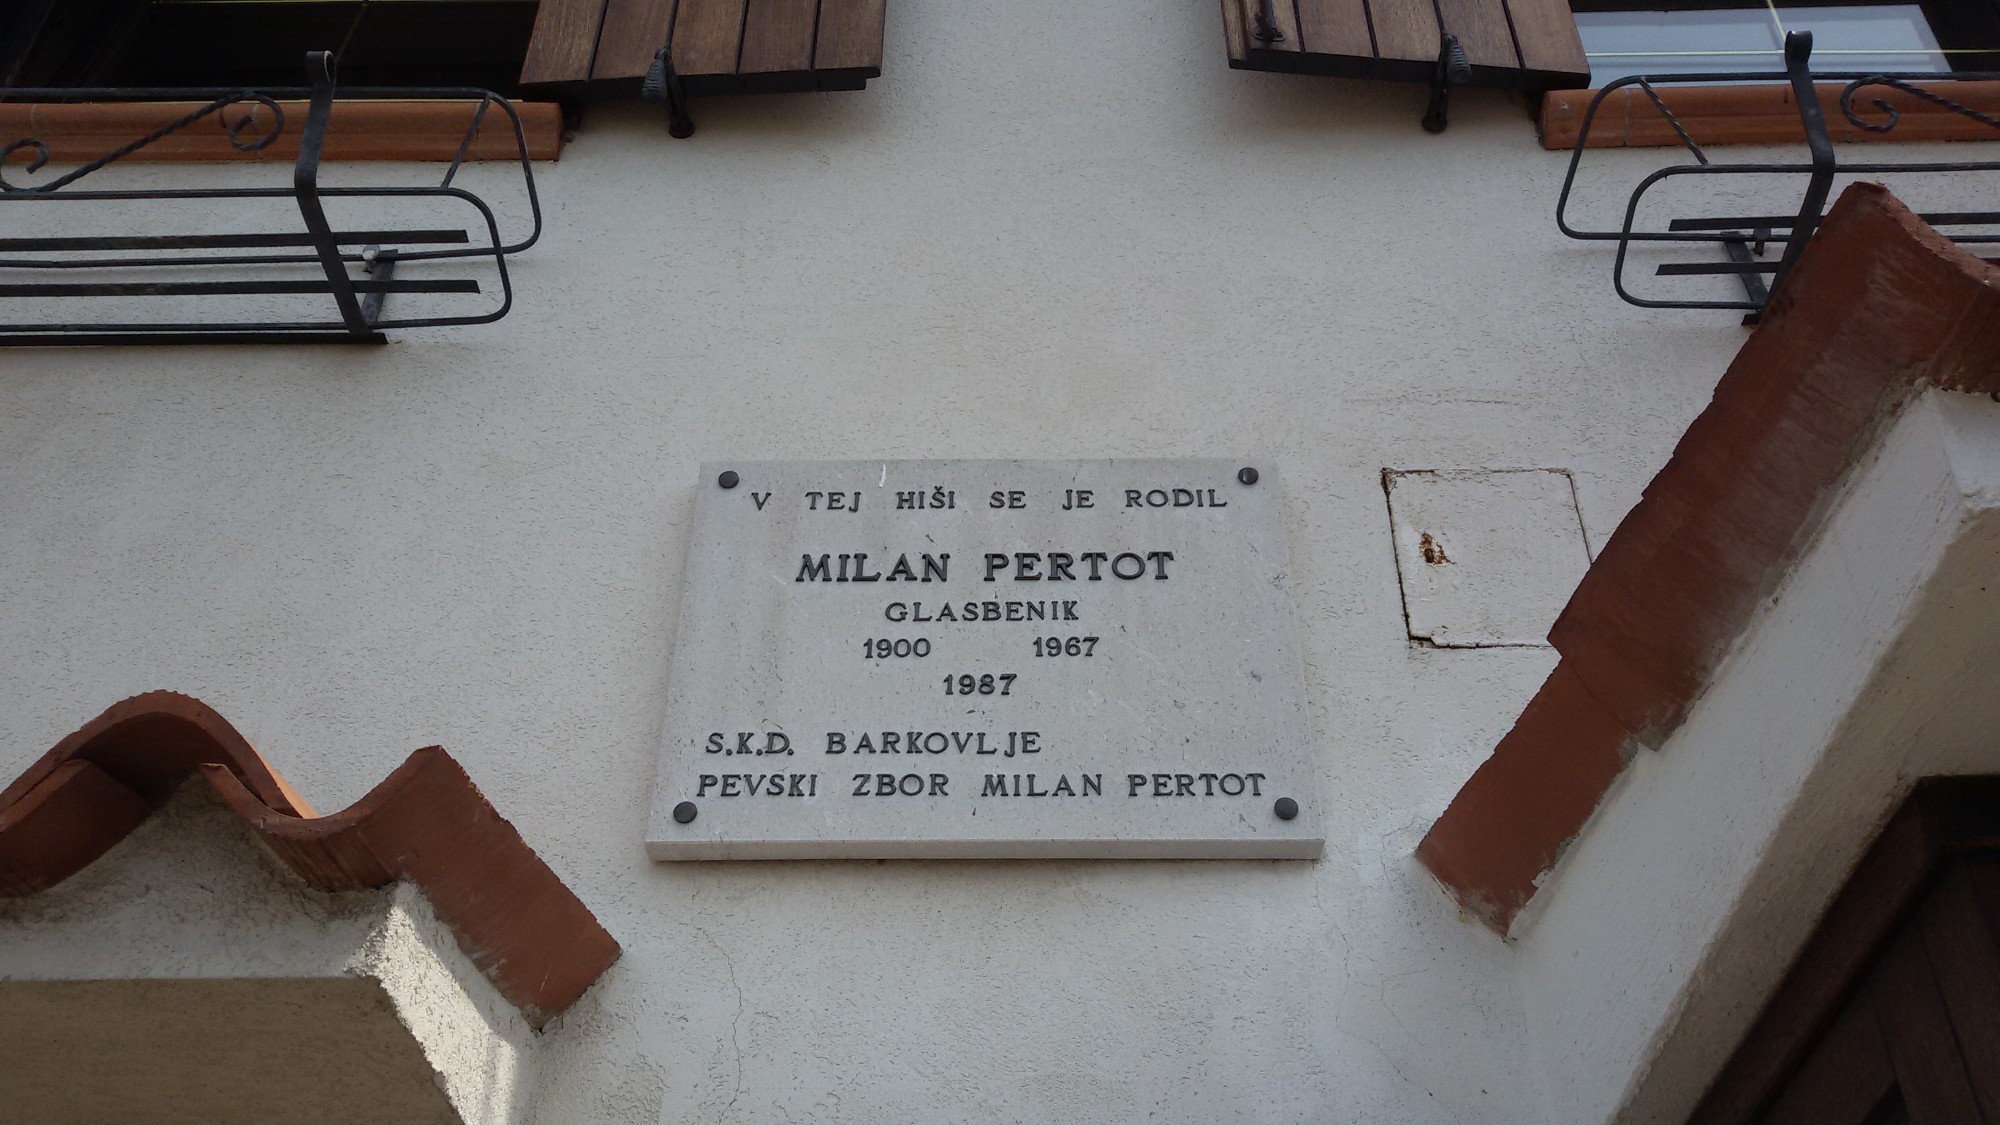 V TEJ HIŠI SE JE RODIL
MILAN PERTOT
GLASBENIK
1900 1967
1987
S.K.D. BARKOVLJE
PEVSKI ZBOR MILAN PERTOT